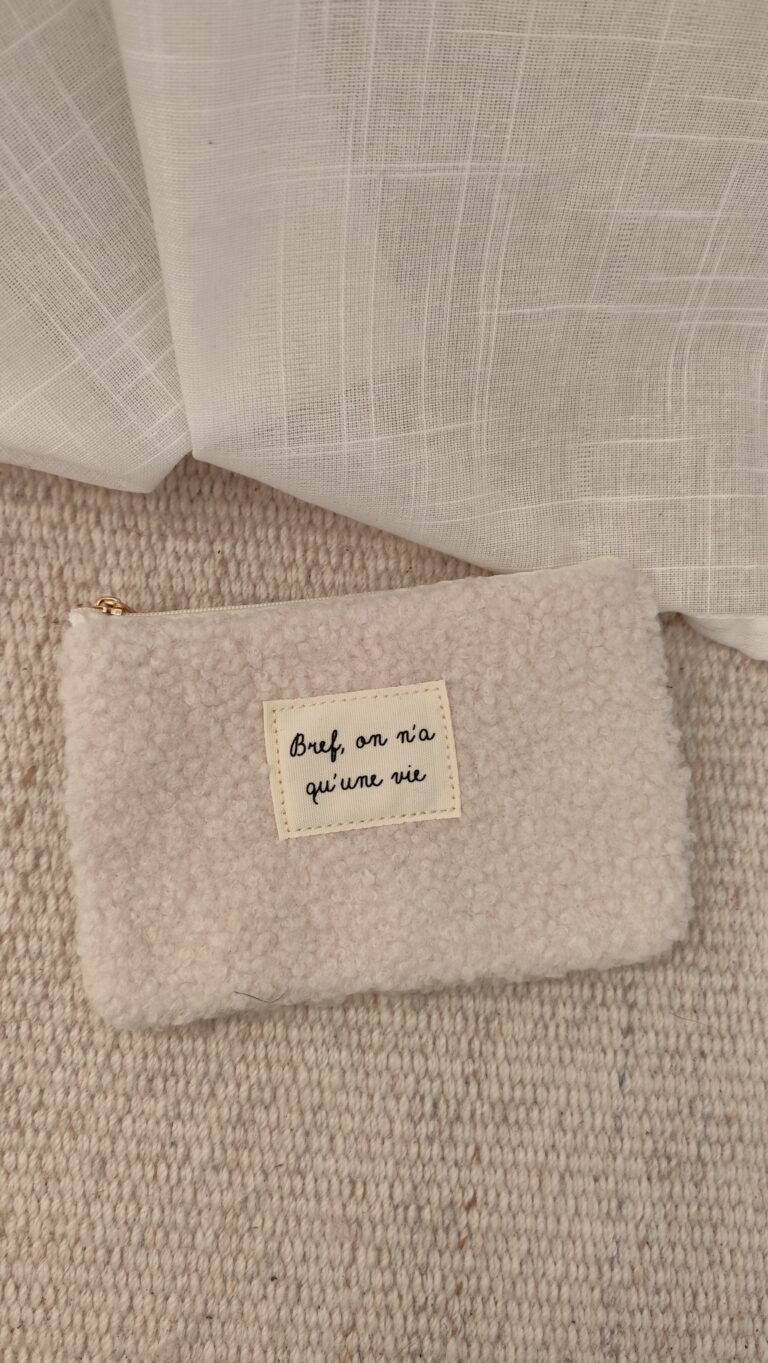 Bref, on n'a
qu'une vie